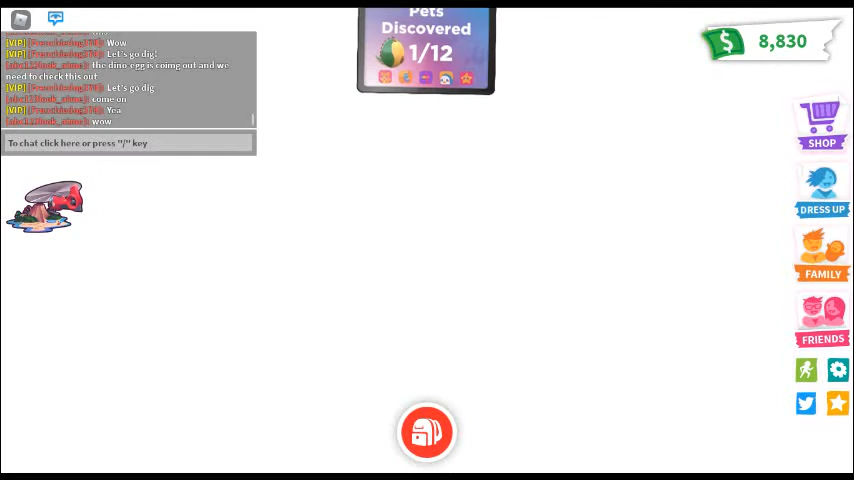 Wow
[VIP] Let's go dig!
the dino egg is coimg out and we
need to check this out
Let's go dig
come on
[VIP] Yea
wow
To chat click here or press "/" key
Pets
Discovered
1/12
$ 8,830
SHOP
DRESS UP
FAMILY
FRIENDS